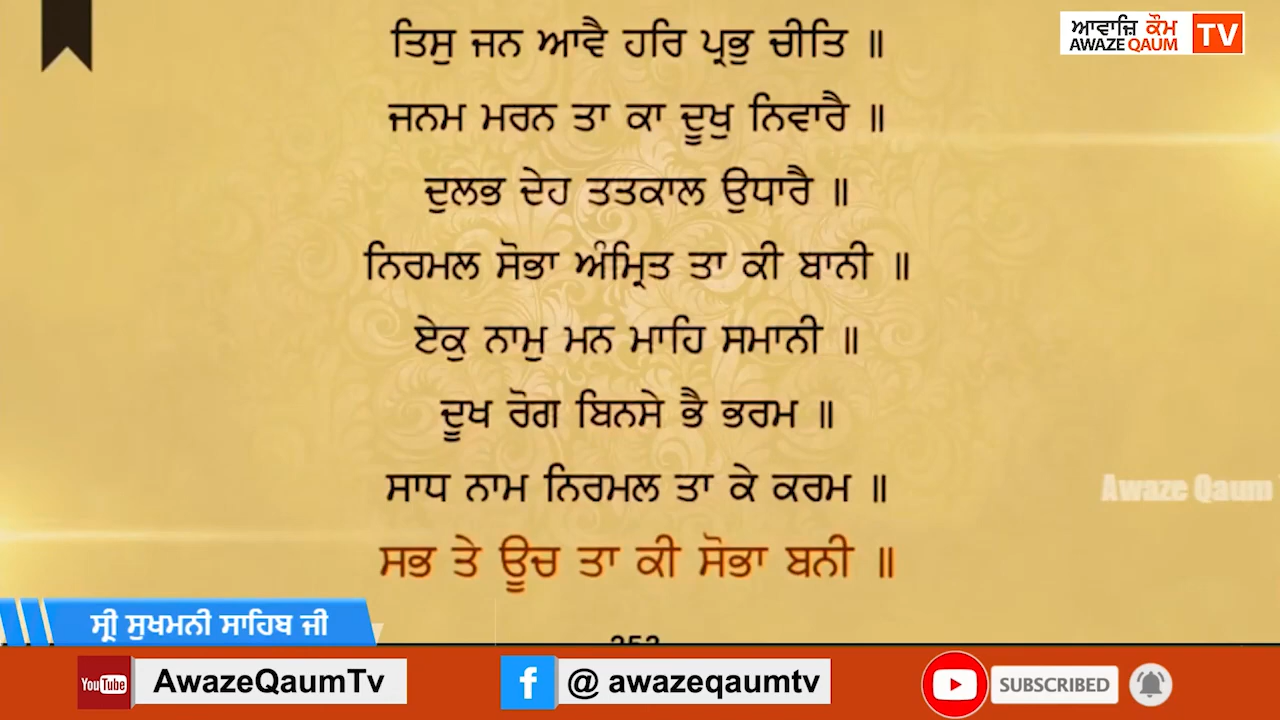 ਤਿਸੁ ਜਨ ਆਵੈ ਹਰਿ ਪ੍ਰਭੁ ਚੀਤਿ ॥
ਜਨਮ ਮਰਨ ਤਾ ਕਾ ਦੂਖੁ ਨਿਵਾਰੈ ॥
ਦੁਲਭ ਦੇਹ ਤਤਕਾਲ ਉਧਾਰੈ ॥
ਨਿਰਮਲ ਸੋਭਾ ਅੰਮ੍ਰਿਤ ਤਾ ਕੀ ਬਾਨੀ ॥
ਏਕੁ ਨਾਮੁ ਮਨ ਮਾਹਿ ਸਮਾਨੀ ॥
ਦੂਖ ਰੋਗ ਬਿਨਸੇ ਭੈ ਭਰਮ ॥
ਸਾਧ ਨਾਮ ਨਿਰਮਲ ਤਾ ਕੇ ਕਰਮ ॥
ਸਭ ਤੇ ਊਚ ਤਾ ਕੀ ਸੋਭਾ ਬਨੀ ॥
ਆਵਾਜ਼ਿ ਕੌਮ
AWAZE QAUM TV
Awaze Qaum
ਸ੍ਰੀ ਸੁਖਮਨੀ ਸਾਹਿਬ ਜੀ
YouTube AwazeQaumTv
f @ awazeqaumtv
SUBSCRIBED